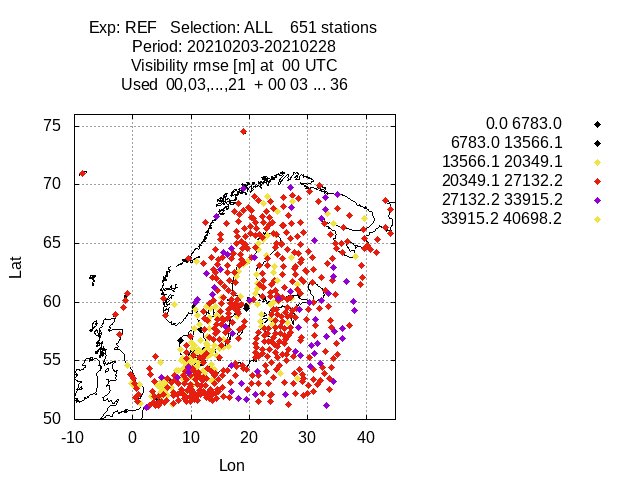 Exp: REF   Selection: ALL    651 stations
Period: 20210203-20210228
Visibility rmse [m] at  00 UTC
Used  00,03,...,21  + 00 03 ... 36
0.0 6783.0
6783.0 13566.1
13566.1 20349.1
20349.1 27132.2
27132.2 33915.2
33915.2 40698.2
75
70
65
60
55
50
Lat
-10 0 10 20 30 40
Lon